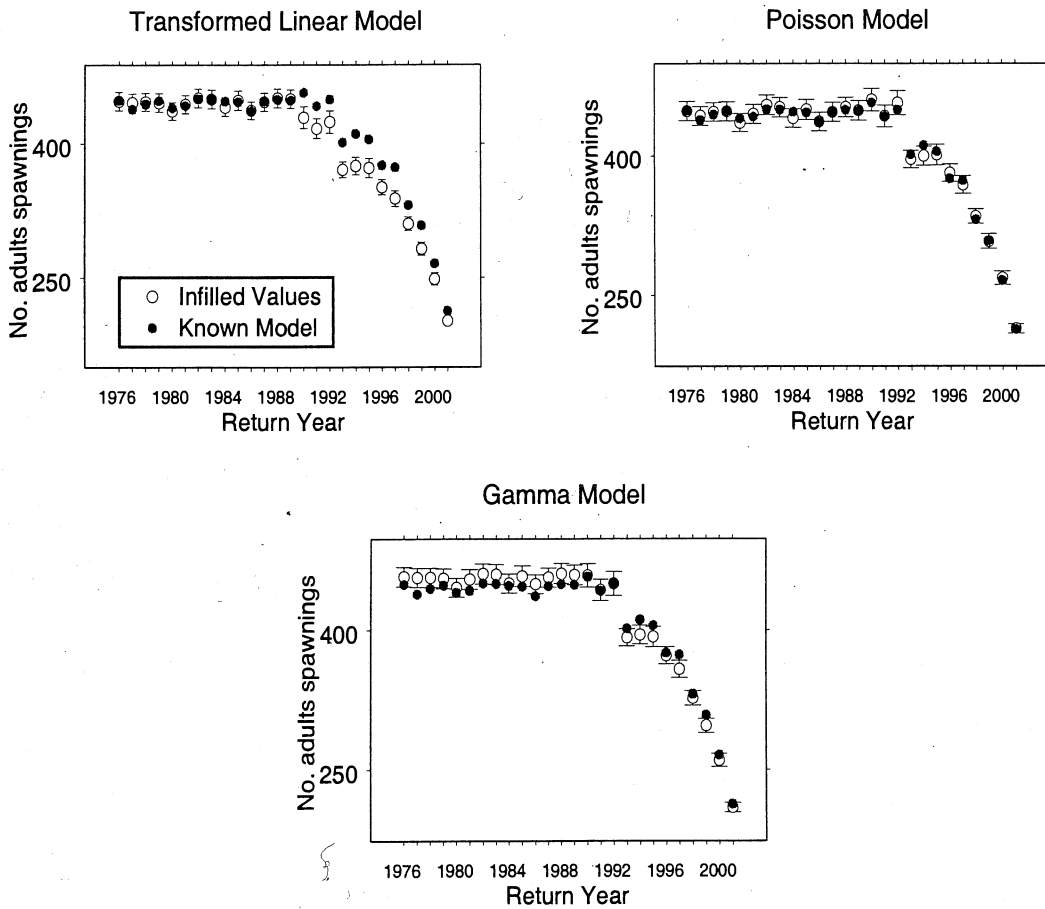 Transformed Linear Model
No. adults spawnings
400
250
Infilled Values
Known Model
1976 1980 1984 1988 1992 1996 2000
Return Year
Poisson Model
No. adults spawnings
400
250
1976 1980 1984 1988 1992 1996 2000
Return Year
Gamma Model
No. adults spawnings
400
250
1976 1980 1984 1988 1992 1996 2000
Return Year